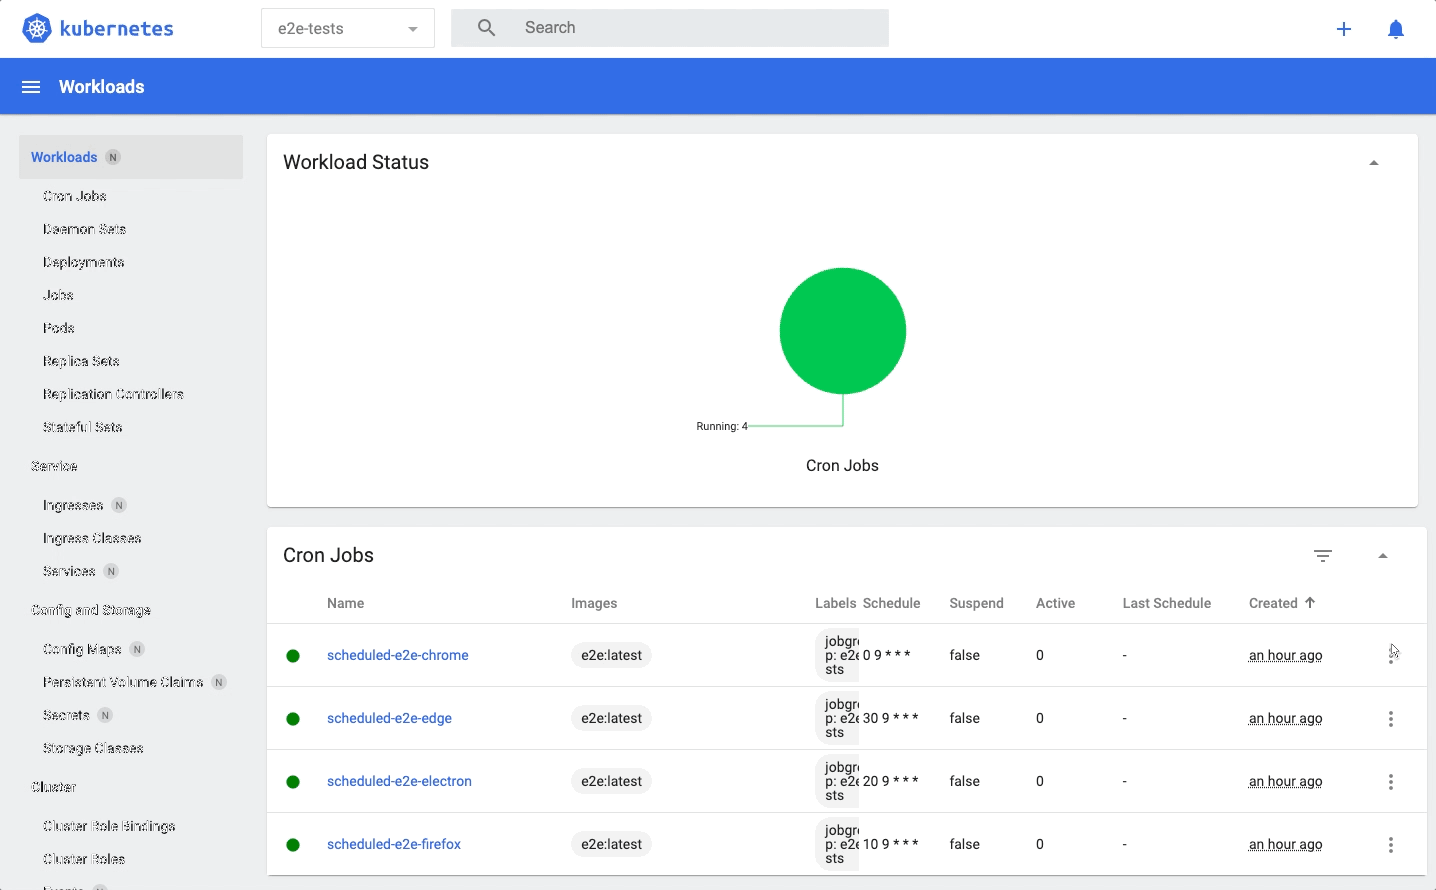 kubernetes
e2e-tests
Search
Workloads
Workloads N
Cron Jobs
Daemon Sets
Deployments
Jobs
Pods
Replica Sets
Replication Controllers
Stateful Sets
Service
Ingresses N
Ingress Classes
Services N
Config and Storage
Config Maps N
Persistent Volume Claims N
Secrets N
Storage Classes
Cluster
Cluster Role Bindings
Cluster Roles
Workload Status
Running: 4
Cron Jobs
Cron Jobs
Name Images Labels Schedule Suspend Active Last Schedule Created
scheduled-e2e-chrome e2e:latest jobgro
p: e2e
sts 0 9 * * * false 0 - an hour ago
scheduled-e2e-edge e2e:latest jobgro
p: e2e
sts 30 9 * * * false 0 - an hour ago
scheduled-e2e-electron e2e:latest jobgro
p: e2e
sts 20 9 * * * false 0 - an hour ago
scheduled-e2e-firefox e2e:latest jobgro
p: e2e
sts 10 9 * * * false 0 - an hour ago